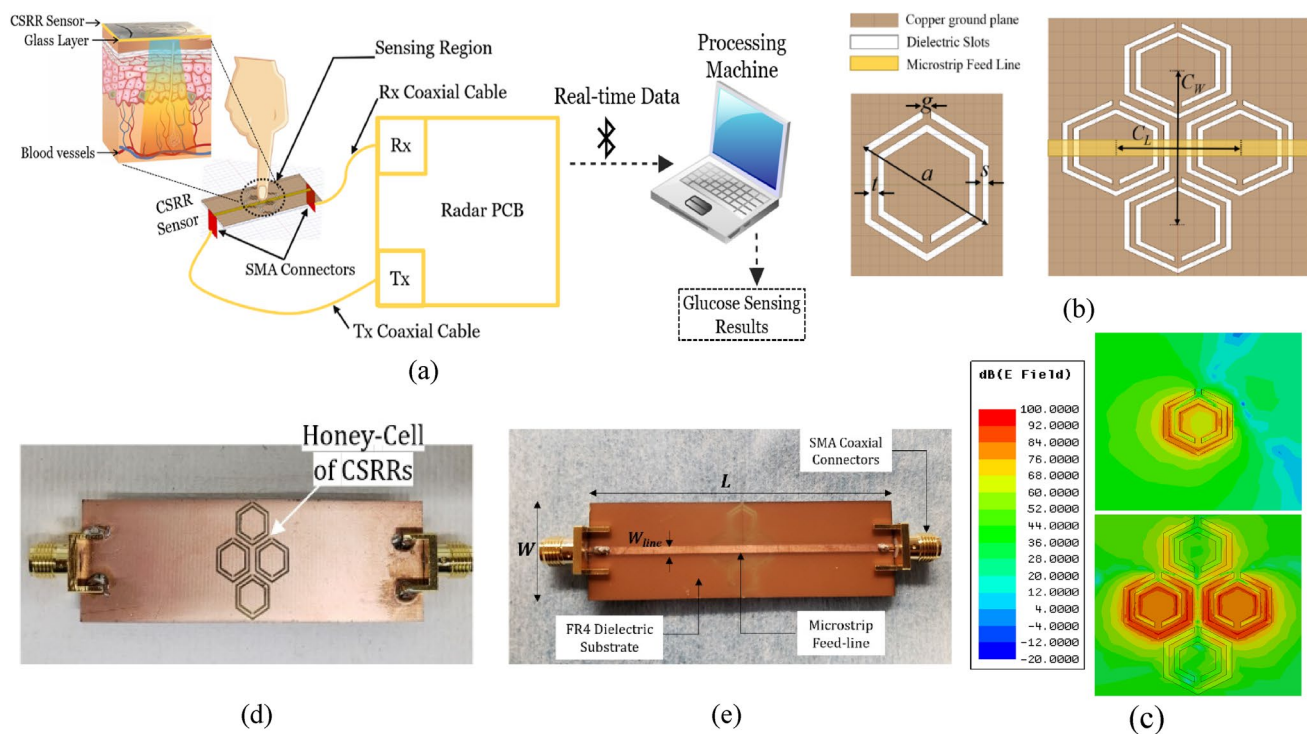 CSRR Sensor
Glass Layer
Blood vessels
Sensing Region
Rx Coaxial Cable
CSRR
Sensor
SMA Connectors
Tx Coaxial Cable
Rx
Radar PCB
Tx
Real-time Data
Processing
Machine
Glucose Sensing
Results
(a)
Copper ground plane
Dielectric Slots
Microstrip Feed Line
g
a
s
t
C_W
C_L
(b)
dB(E Field)
100.0000
92.0000
84.0000
76.0000
68.0000
60.0000
52.0000
44.0000
36.0000
28.0000
20.0000
12.0000
4.0000
-4.0000
-12.0000
-20.0000
(c)
Honey-Cell
of CSRRs
(d)
SMA Coaxial
Connectors
L
W
W_line
FR4 Dielectric
Substrate
Microstrip
Feed-line
(e)